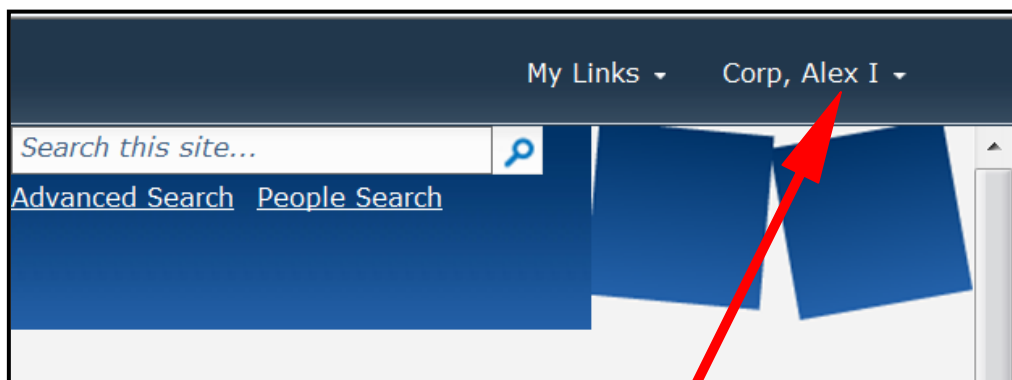 My Links Corp, Alex I
Search this site...
Advanced Search People Search